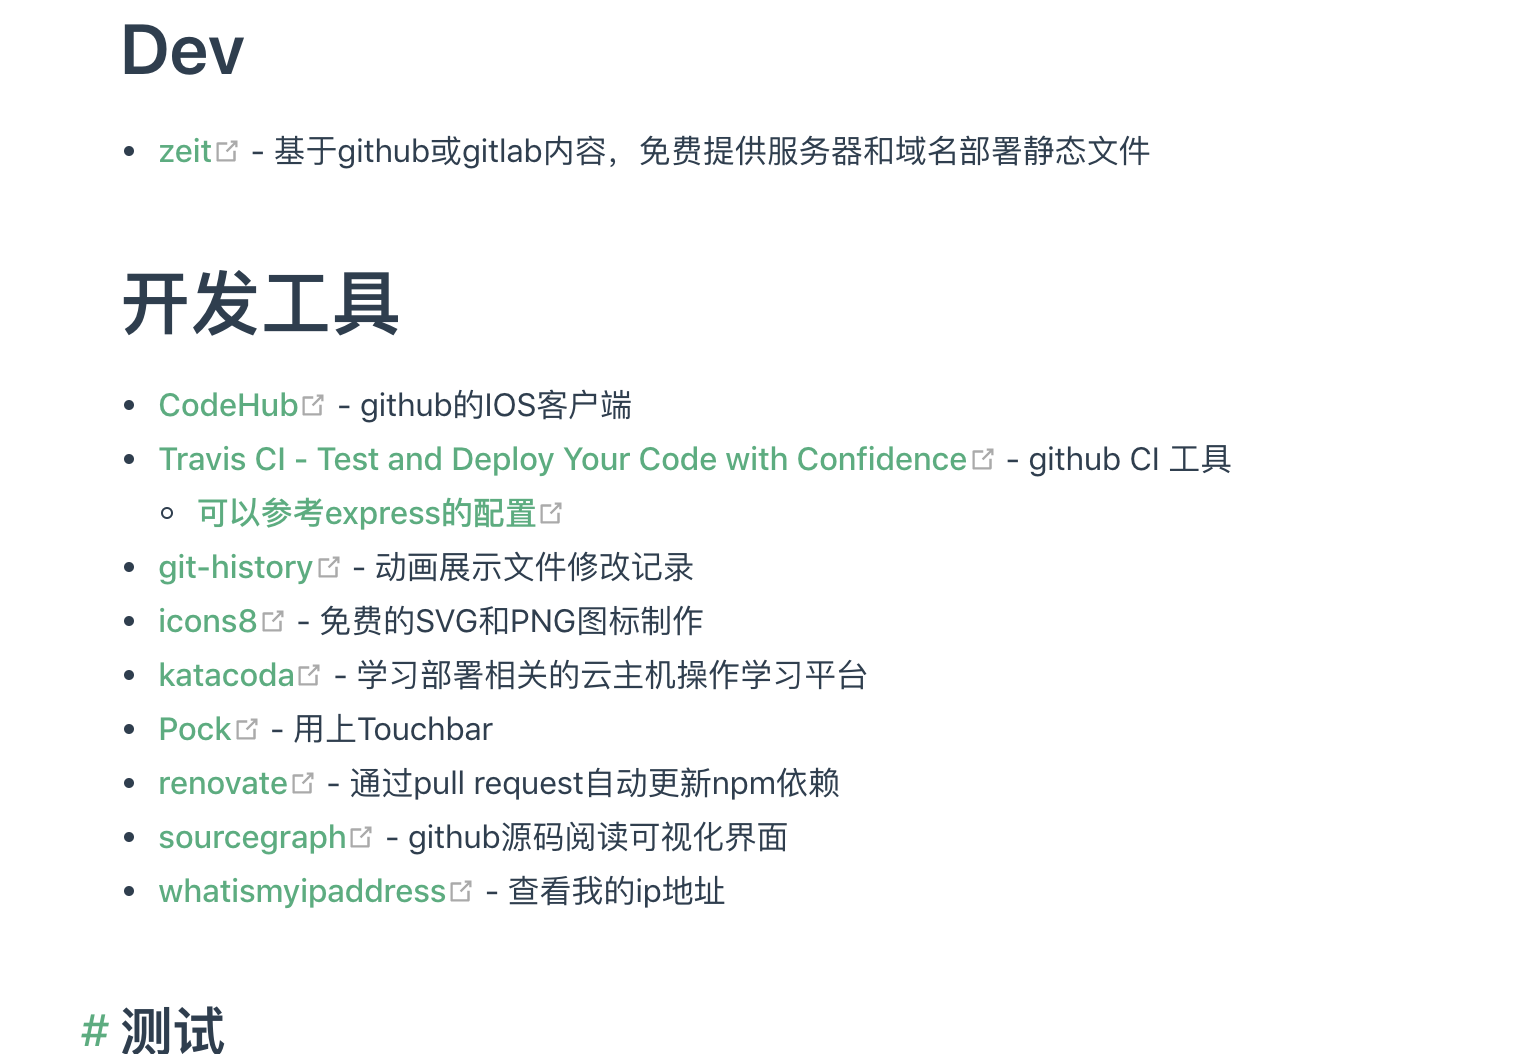 Dev
zeit - 基于github或gitlab内容，免费提供服务器和域名部署静态文件
开发工具
CodeHub - github的IOS客户端
Travis CI - Test and Deploy Your Code with Confidence - github CI 工具
可以参考express的配置
git-history - 动画展示文件修改记录
icons8 - 免费的SVG和PNG图标制作
katacoda - 学习部署相关的云主机操作学习平台
Pock - 用上Touchbar
renovate - 通过pull request自动更新npm依赖
sourcegraph - github源码阅读可视化界面
whatismyipaddress - 查看我的ip地址
# 测试